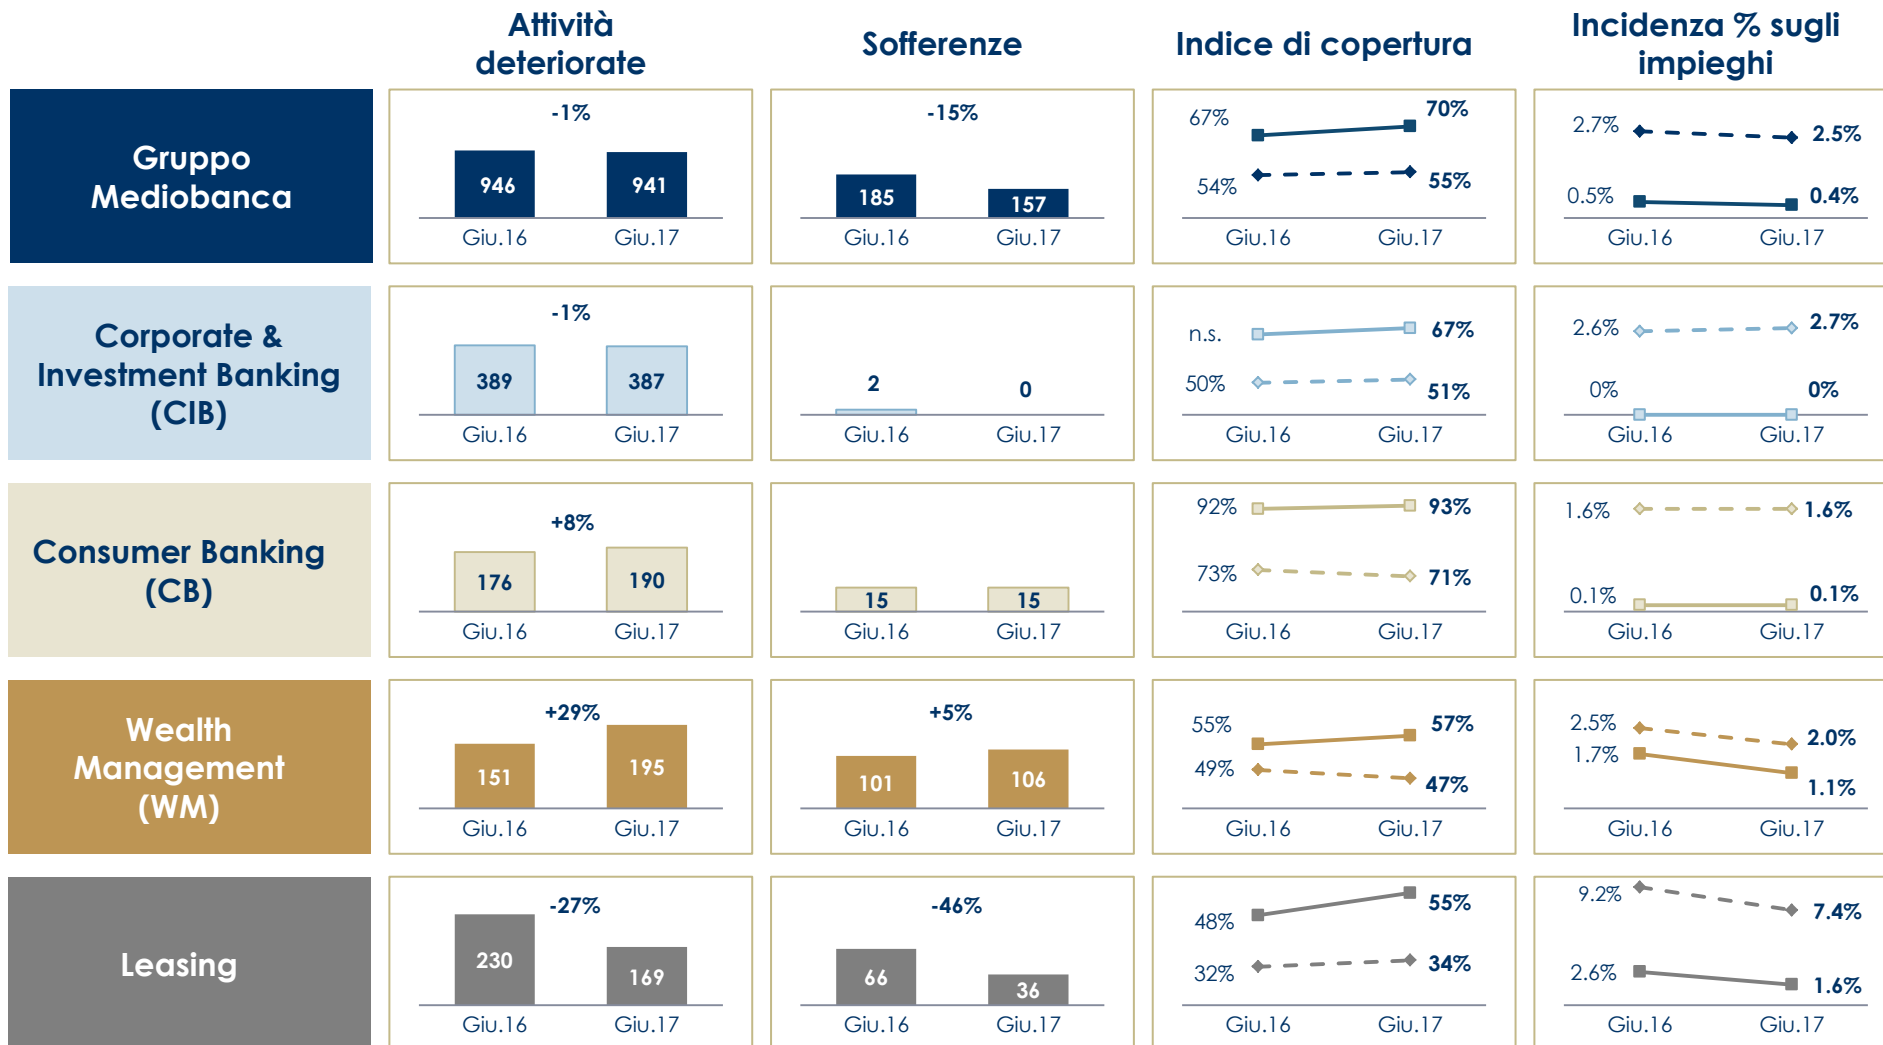 Attività
deteriorate
Sofferenze
Indice di copertura
Incidenza % sugli
impieghi
Gruppo
Mediobanca
-1%
946
941
Giu.16
Giu.17
-15%
185
157
Giu.16
Giu.17
67%
70%
54%
55%
Giu.16
Giu.17
2.7%
2.5%
0.5%
0.4%
Giu.16
Giu.17
Corporate &
Investment Banking
(CIB)
-1%
389
387
Giu.16
Giu.17
2
0
Giu.16
Giu.17
n.s.
67%
50%
51%
Giu.16
Giu.17
2.6%
2.7%
0%
0%
Giu.16
Giu.17
Consumer Banking
(CB)
+8%
176
190
Giu.16
Giu.17
15
15
Giu.16
Giu.17
92%
93%
73%
71%
Giu.16
Giu.17
1.6%
1.6%
0.1%
0.1%
Giu.16
Giu.17
Wealth
Management
(WM)
+29%
151
195
Giu.16
Giu.17
+5%
101
106
Giu.16
Giu.17
55%
57%
49%
47%
Giu.16
Giu.17
2.5%
2.0%
1.7%
1.1%
Giu.16
Giu.17
Leasing
-27%
230
169
Giu.16
Giu.17
-46%
66
36
Giu.16
Giu.17
48%
55%
32%
34%
Giu.16
Giu.17
9.2%
7.4%
2.6%
1.6%
Giu.16
Giu.17